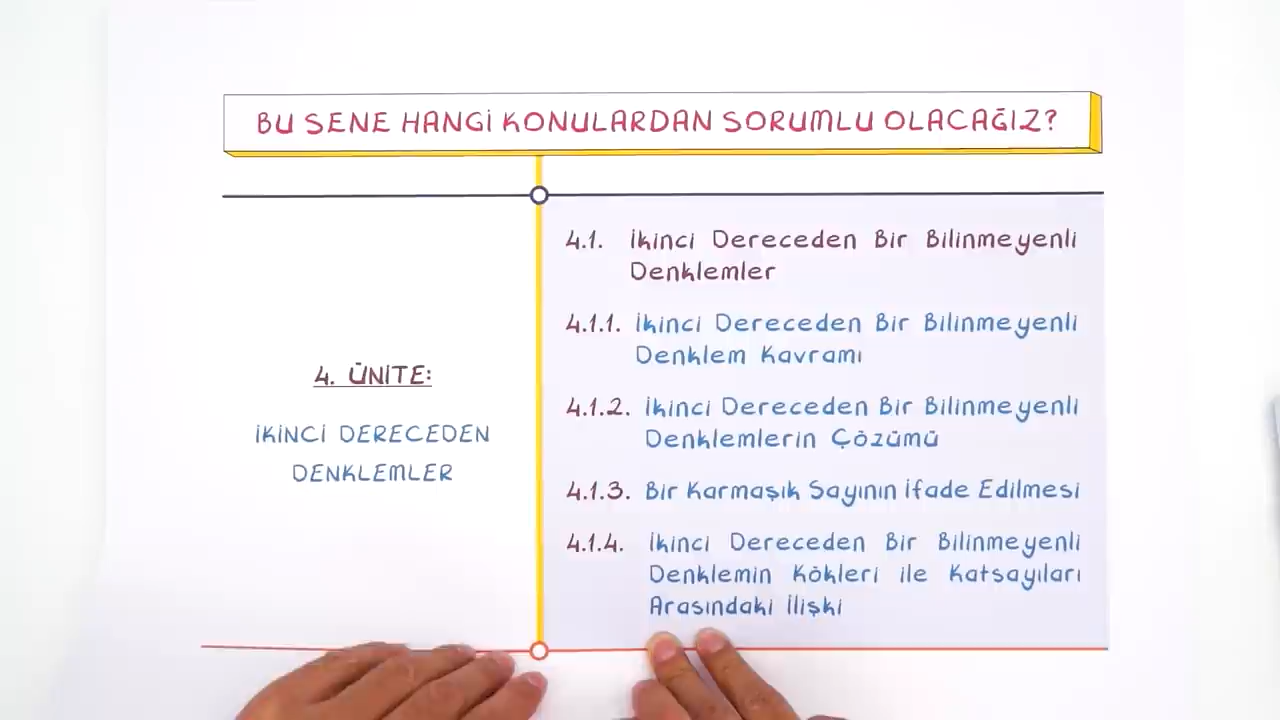 BU SENE HANGİ KONULARDAN SORUMLU OLACAĞIZ?
4. ÜNİTE:
İKİNCİ DERECEDEN
DENKLEMLER
4.1. İkinci Dereceden Bir Bilinmeyenli
Denklemler
4.1.1. İkinci Dereceden Bir Bilinmeyenli
Denklem Kavramı
4.1.2. İkinci Dereceden Bir Bilinmeyenli
Denklemlerin Çözümü
4.1.3. Bir Karmaşık Sayının İfade Edilmesi
4.1.4. İkinci Dereceden Bir Bilinmeyenli
Denklemin Kökleri ile Katsayıları
Arasındaki İlişki